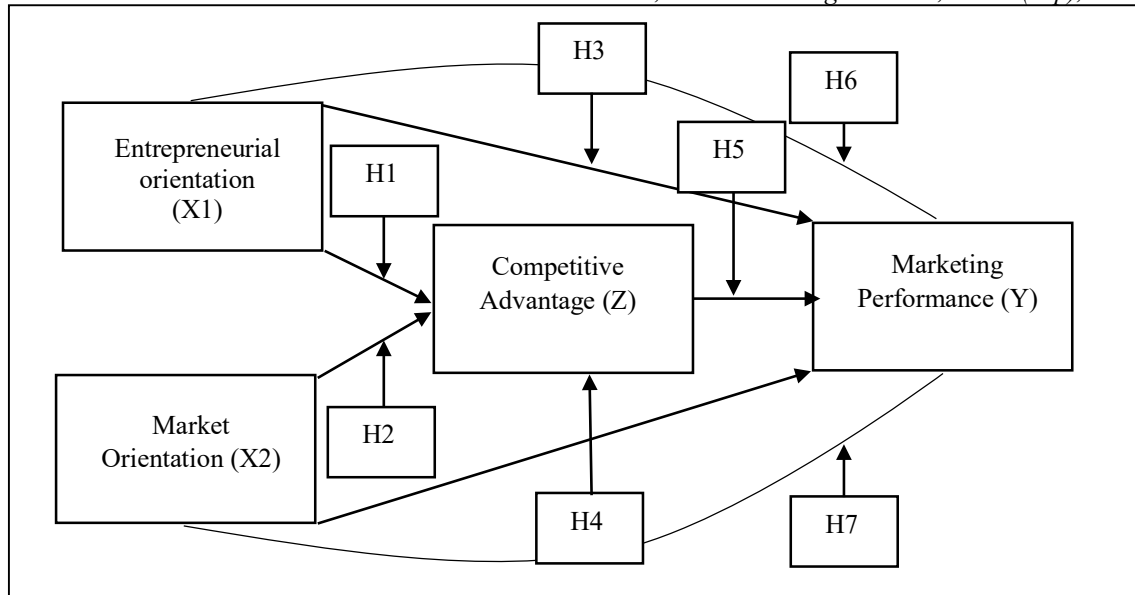 H3
H6
Entrepreneurial
orientation
(X1)
H1
H5
Competitive
Advantage (Z)
Marketing
Performance (Y)
Market
Orientation (X2)
H2
H4
H7